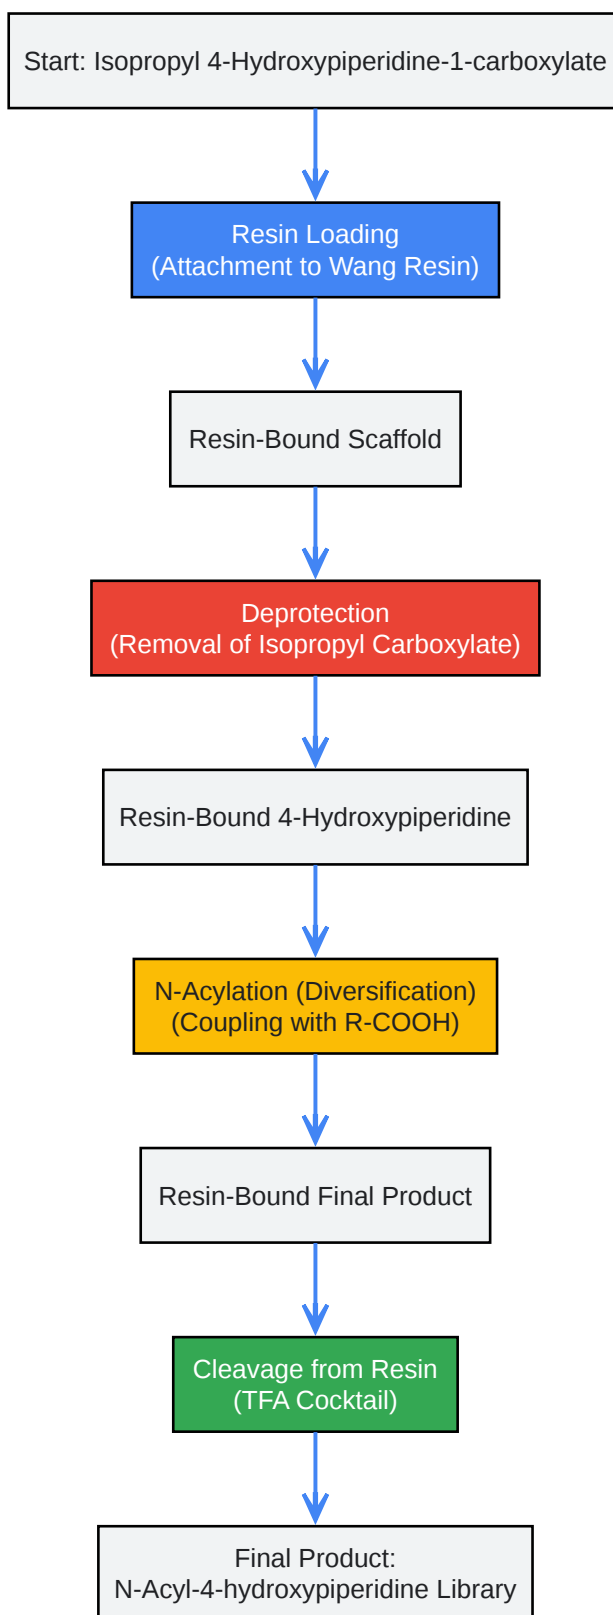 Start: Isopropyl 4-Hydroxypiperidine-1-carboxylate
Resin Loading
(Attachment to Wang Resin)
Resin-Bound Scaffold
Deprotection
(Removal of Isopropyl Carboxylate)
Resin-Bound 4-Hydroxypiperidine
N-Acylation (Diversification)
(Coupling with R-COOH)
Resin-Bound Final Product
Cleavage from Resin
(TFA Cocktail)
Final Product:
N-Acyl-4-hydroxypiperidine Library